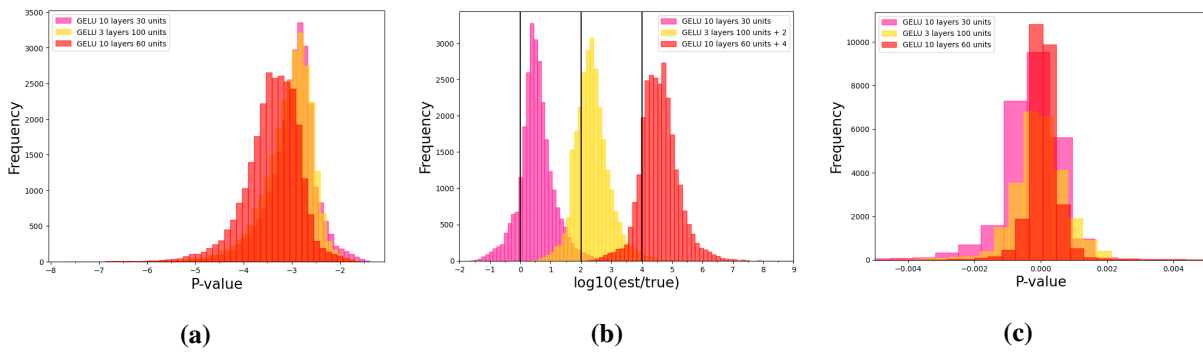 GELU 10 layers 30 units
GELU 3 layers 100 units
GELU 10 layers 60 units
Frequency
3500
3000
2500
2000
1500
1000
500
0
−8 −7 −6 −5 −4 −3 −2
P-value
(a)
GELU 10 layers 30 units
GELU 3 layers 100 units + 2
GELU 10 layers 60 units + 4
Frequency
3000
2500
2000
1500
1000
500
0
−2 −1 0 1 2 3 4 5 6 7 8 9
log10(est/true)
(b)
GELU 10 layers 30 units
GELU 3 layers 100 units
GELU 10 layers 60 units
Frequency
10000
8000
6000
4000
2000
0
−0.004 −0.002 0.000 0.002 0.004
P-value
(c)